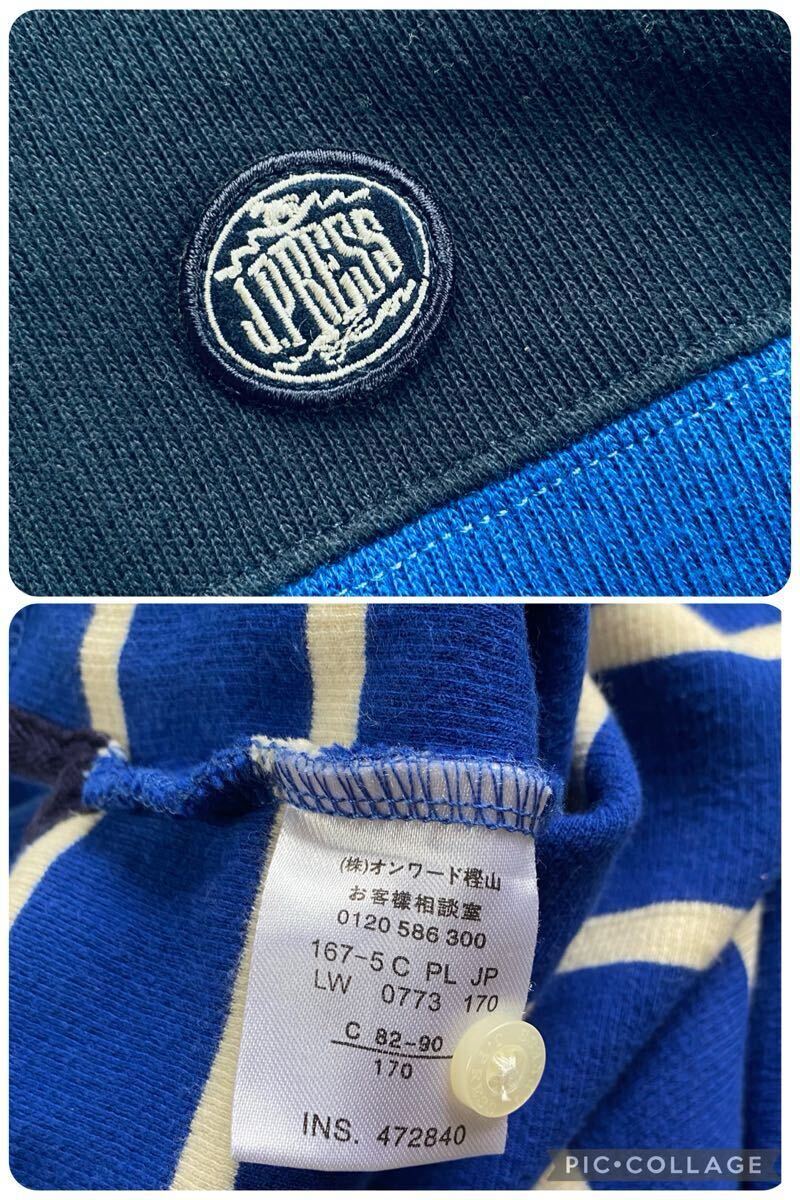 J.PRESS
(株)オンワード樫山
お客様相談室
0120 586 300
167-5 C PL JP
LW 0773 170
C 82-90
170
INS. 472840
PIC•COLLAGE